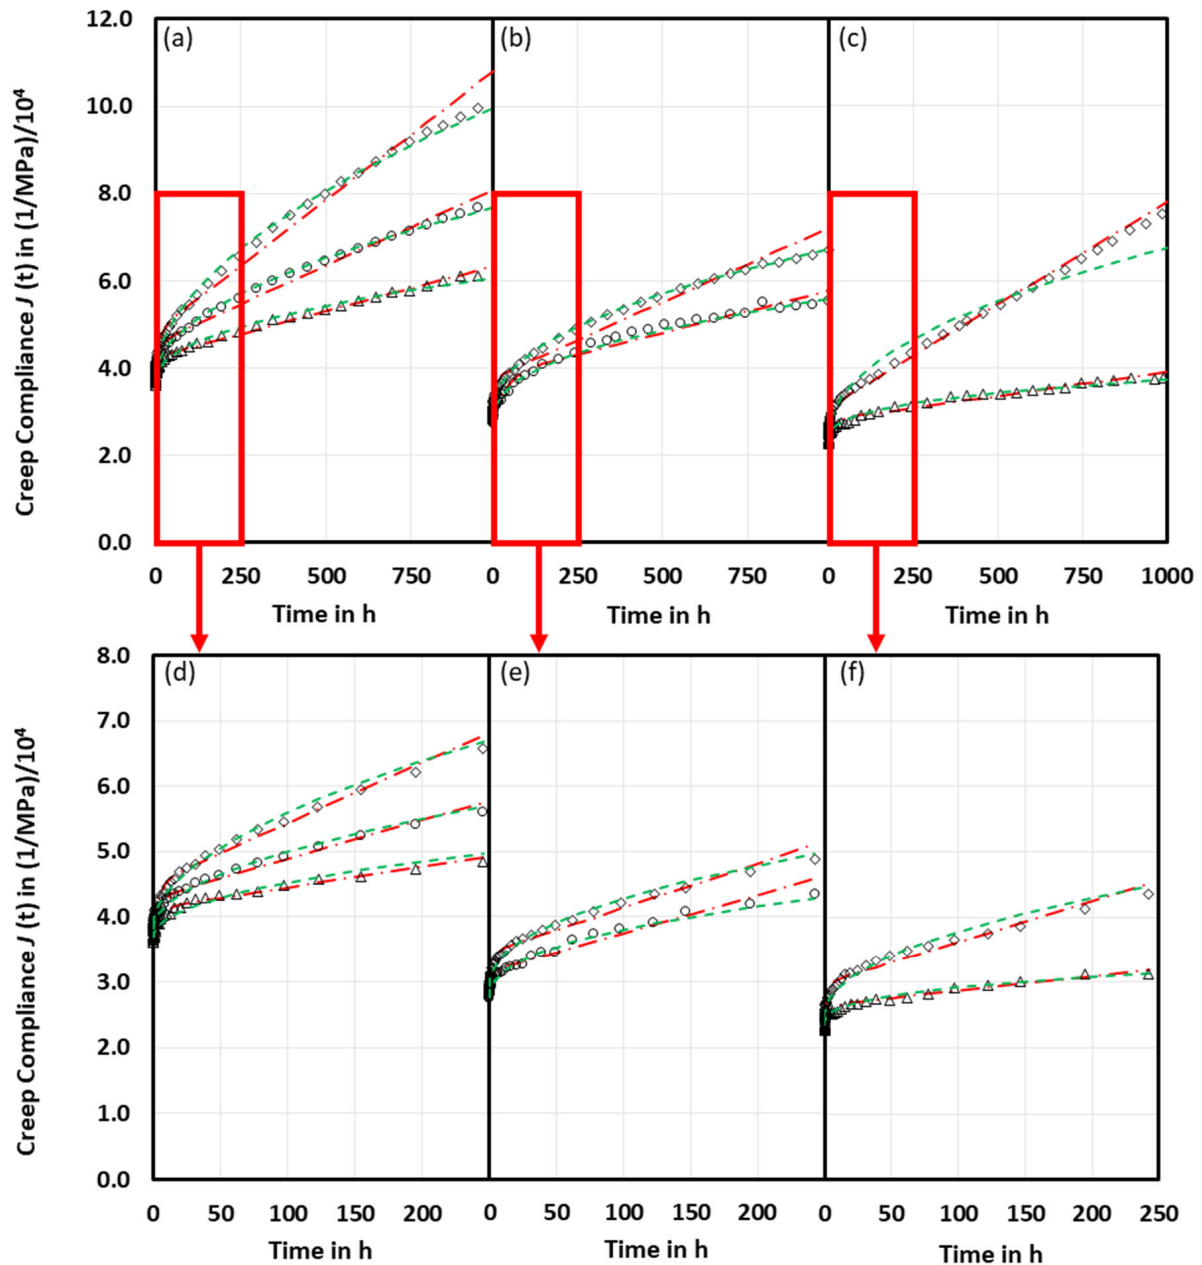 12.0
10.0
8.0
6.0
4.0
2.0
0.0
Creep Compliance J (t) in (1/MPa)/10⁴
(a)
(b)
(c)
0 250 500 750
0 250 500 750
0 250 500 750 1000
Time in h
Time in h
Time in h
8.0
7.0
6.0
5.0
4.0
3.0
2.0
1.0
0.0
Creep Compliance J (t) in (1/MPa)/10⁴
(d)
(e)
(f)
0 50 100 150 200
0 50 100 150 200
0 50 100 150 200 250
Time in h
Time in h
Time in h